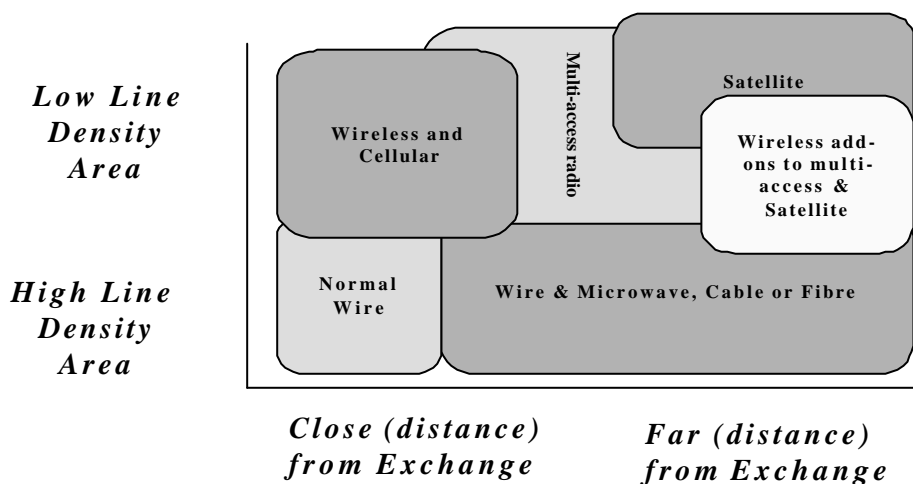 Low Line
Density
Area
High Line
Density
Area
Wireless and
Cellular
Multi-access radio
Satellite
Wireless add-
ons to multi-
access &
Satellite
Normal
Wire
Wire & Microwave, Cable or Fibre
Close (distance)
from Exchange
Far (distance)
from Exchange